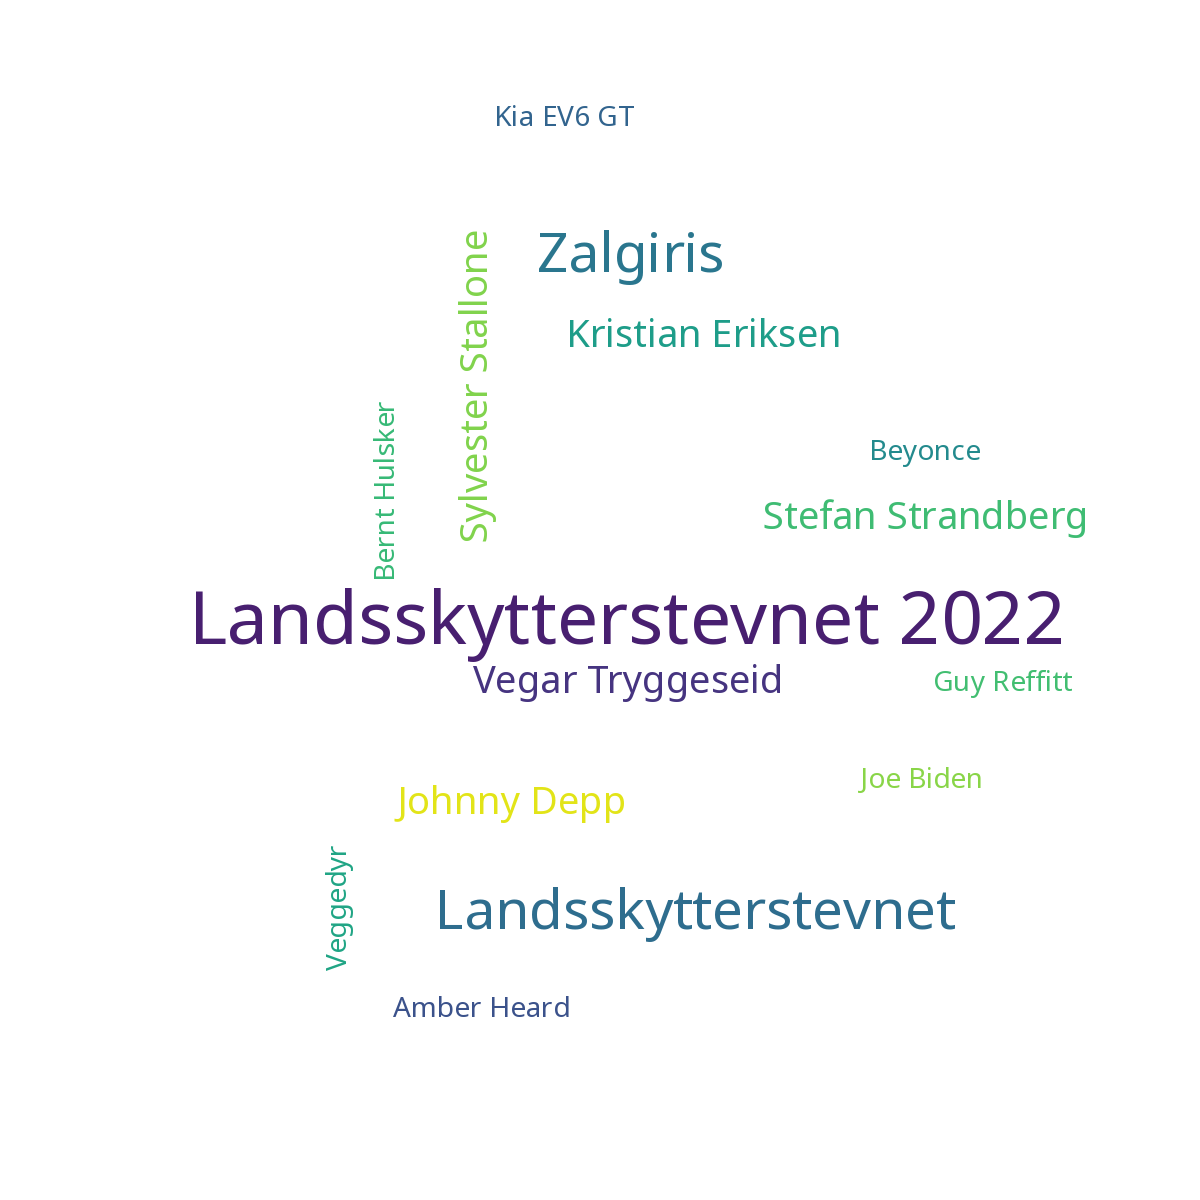 Kia EV6 GT
Zalgiris
Sylvester Stallone
Kristian Eriksen
Bernt Hulsker
Beyonce
Stefan Strandberg
Landsskytterstevnet 2022
Vegar Tryggeseid
Guy Reffitt
Joe Biden
Johnny Depp
Veggedyr
Landsskytterstevnet
Amber Heard